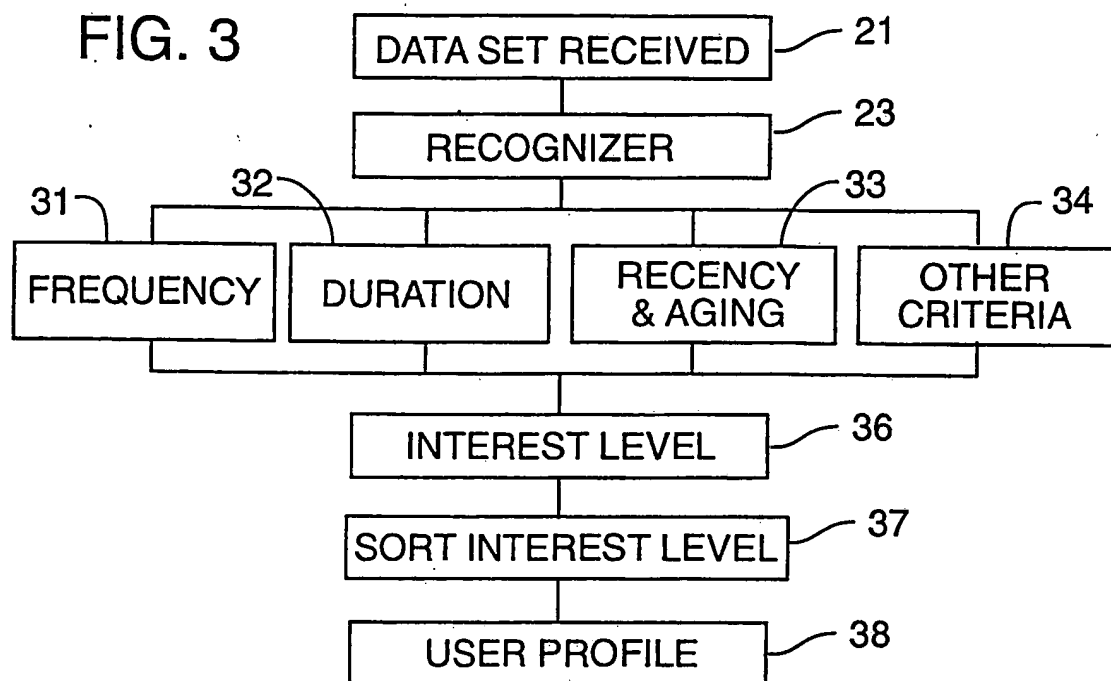 FIG. 3
DATA SET RECEIVED
21
RECOGNIZER
23
31
32
33
34
FREQUENCY
DURATION
RECENCY
& AGING
OTHER
CRITERIA
INTEREST LEVEL
36
SORT INTEREST LEVEL
37
USER PROFILE
38